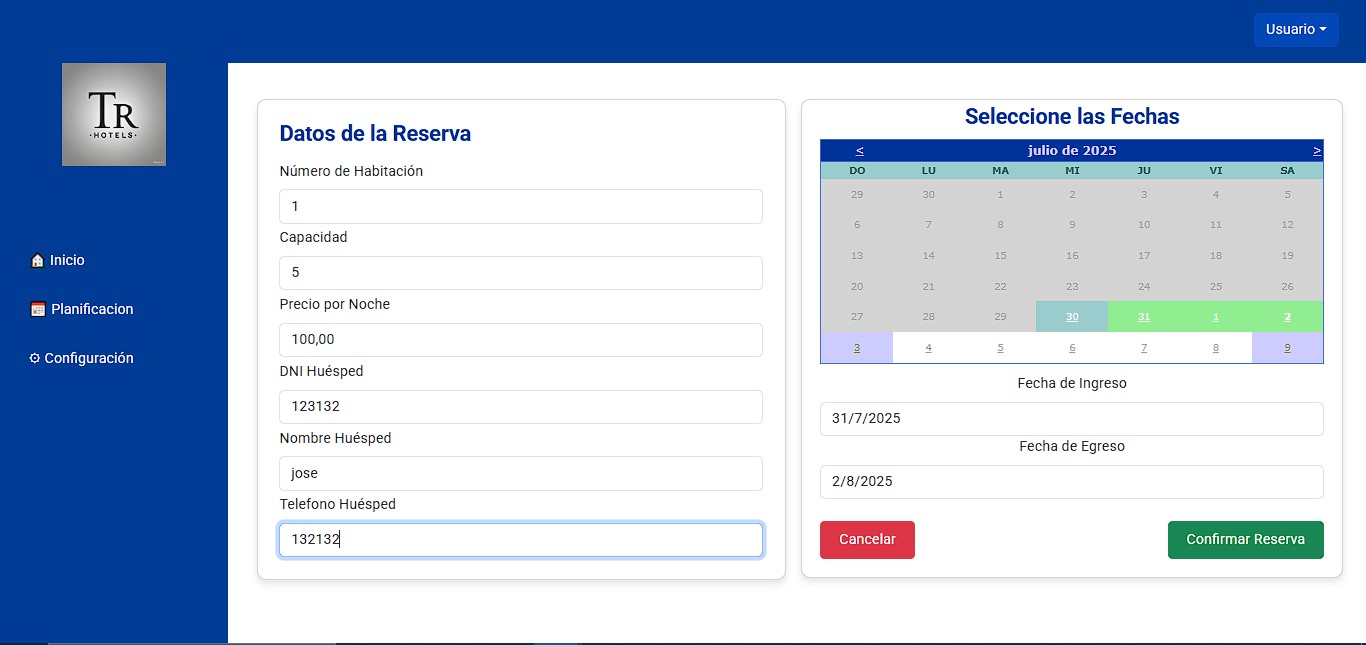 Usuario
TR
·HOTELS·
Inicio
Planificacion
Configuración
Datos de la Reserva
Número de Habitación
1
Capacidad
5
Precio por Noche
100,00
DNI Huésped
123132
Nombre Huésped
jose
Telefono Huésped
132132
Seleccione las Fechas
< julio de 2025 >
DO LU MA MI JU VI SA
29 30 1 2 3 4 5
6 7 8 9 10 11 12
13 14 15 16 17 18 19
20 21 22 23 24 25 26
27 28 29 30 31 1 2
3 4 5 6 7 8 9
Fecha de Ingreso
31/7/2025
Fecha de Egreso
2/8/2025
Cancelar
Confirmar Reserva